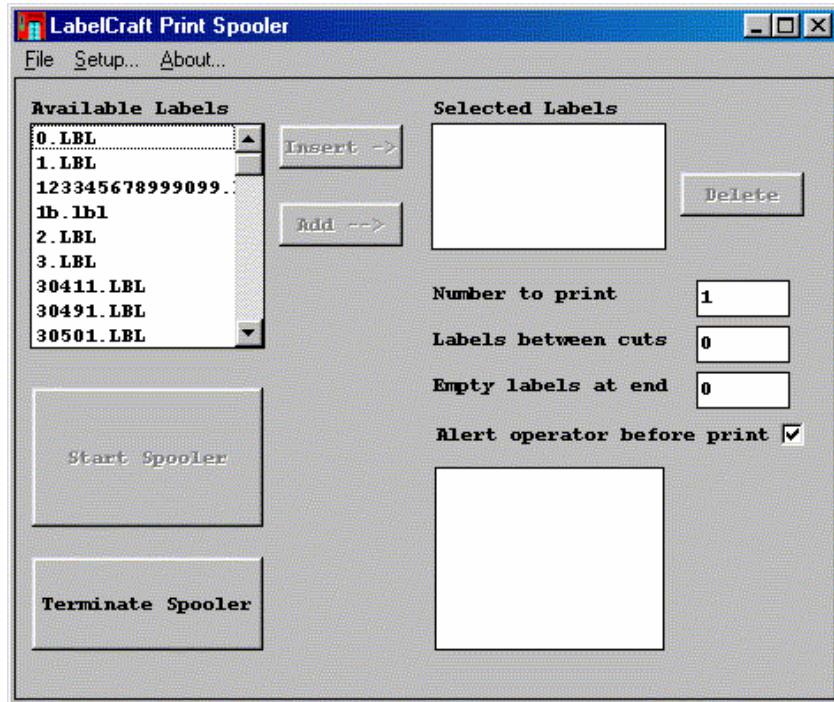 LabelCraft Print Spooler
File Setup... About...
Available Labels
0.LBL
1.LBL
123345678999099.
1b.lbl
2.LBL
3.LBL
30411.LBL
30491.LBL
30501.LBL
Insert ->
Add -->
Selected Labels
Delete
Number to print 1
Labels between cuts 0
Empty labels at end 0
Alert operator before print
Start Spooler
Terminate Spooler